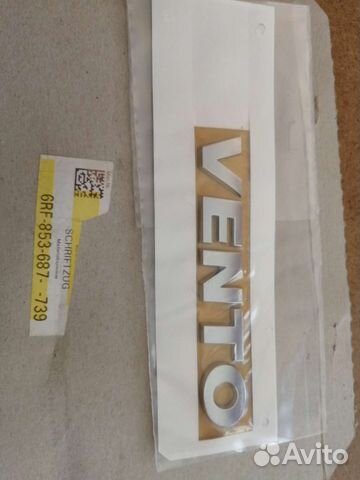 VENTO
SCHRIFTZUG
6RF-853-687- -739
Avito